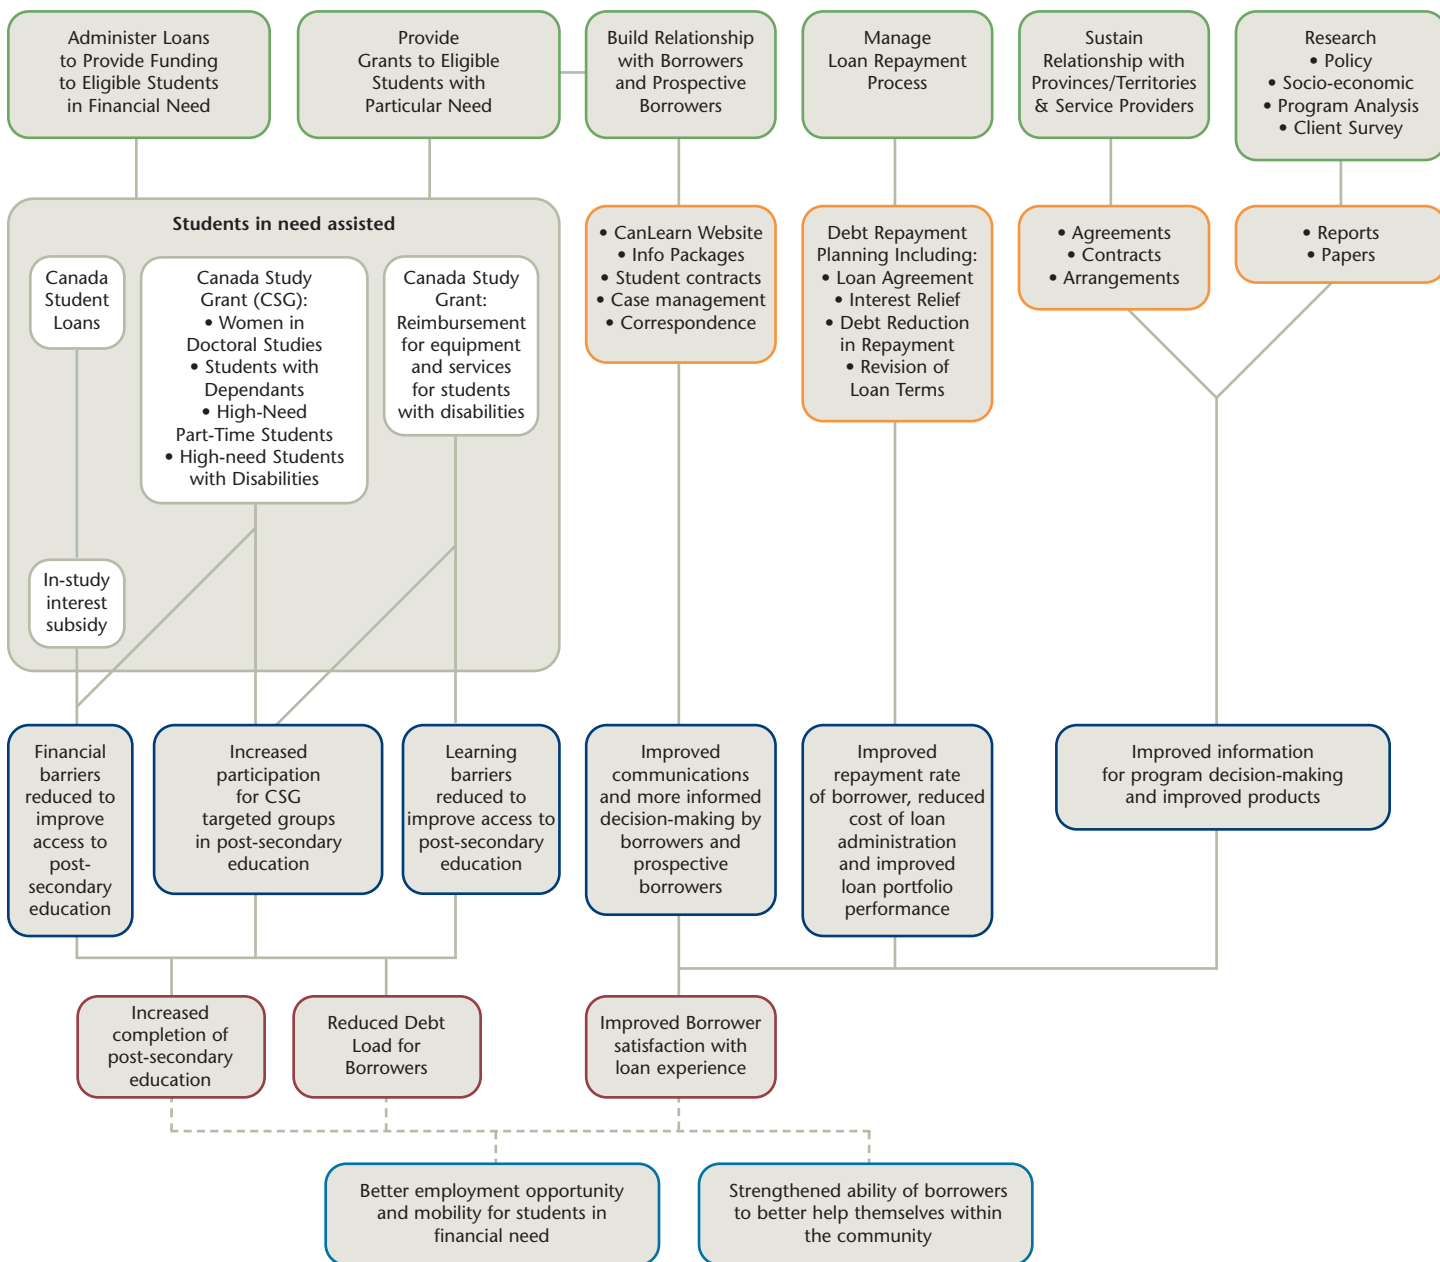 Administer Loans
to Provide Funding
to Eligible Students
in Financial Need
Provide
Grants to Eligible
Students with
Particular Need
Build Relationship
with Borrowers
and Prospective
Borrowers
Manage
Loan Repayment
Process
Sustain
Relationship with
Provinces/Territories
& Service Providers
Research
• Policy
• Socio-economic
• Program Analysis
• Client Survey
Students in need assisted
Canada
Student
Loans
Canada Study
Grant (CSG):
• Women in
Doctoral Studies
• Students with
Dependants
• High-Need
Part-Time Students
• High-need Students
with Disabilities
Canada Study
Grant:
Reimbursement
for equipment
and services
for students
with disabilities
In-study
interest
subsidy
• CanLearn Website
• Info Packages
• Student contracts
• Case management
• Correspondence
Debt Repayment
Planning Including:
• Loan Agreement
• Interest Relief
• Debt Reduction
in Repayment
• Revision of
Loan Terms
• Agreements
• Contracts
• Arrangements
• Reports
• Papers
Financial
barriers
reduced to
improve
access to
post-
secondary
education
Increased
participation
for CSG
targeted groups
in post-secondary
education
Learning
barriers
reduced to
improve access to
post-secondary
education
Improved
communications
and more informed
decision-making by
borrowers and
prospective
borrowers
Improved
repayment rate
of borrower, reduced
cost of loan
administration
and improved
loan portfolio
performance
Improved information
for program decision-making
and improved products
Increased
completion of
post-secondary
education
Reduced Debt
Load for
Borrowers
Improved Borrower
satisfaction with
loan experience
Better employment opportunity
and mobility for students in
financial need
Strengthened ability of borrowers
to better help themselves within
the community